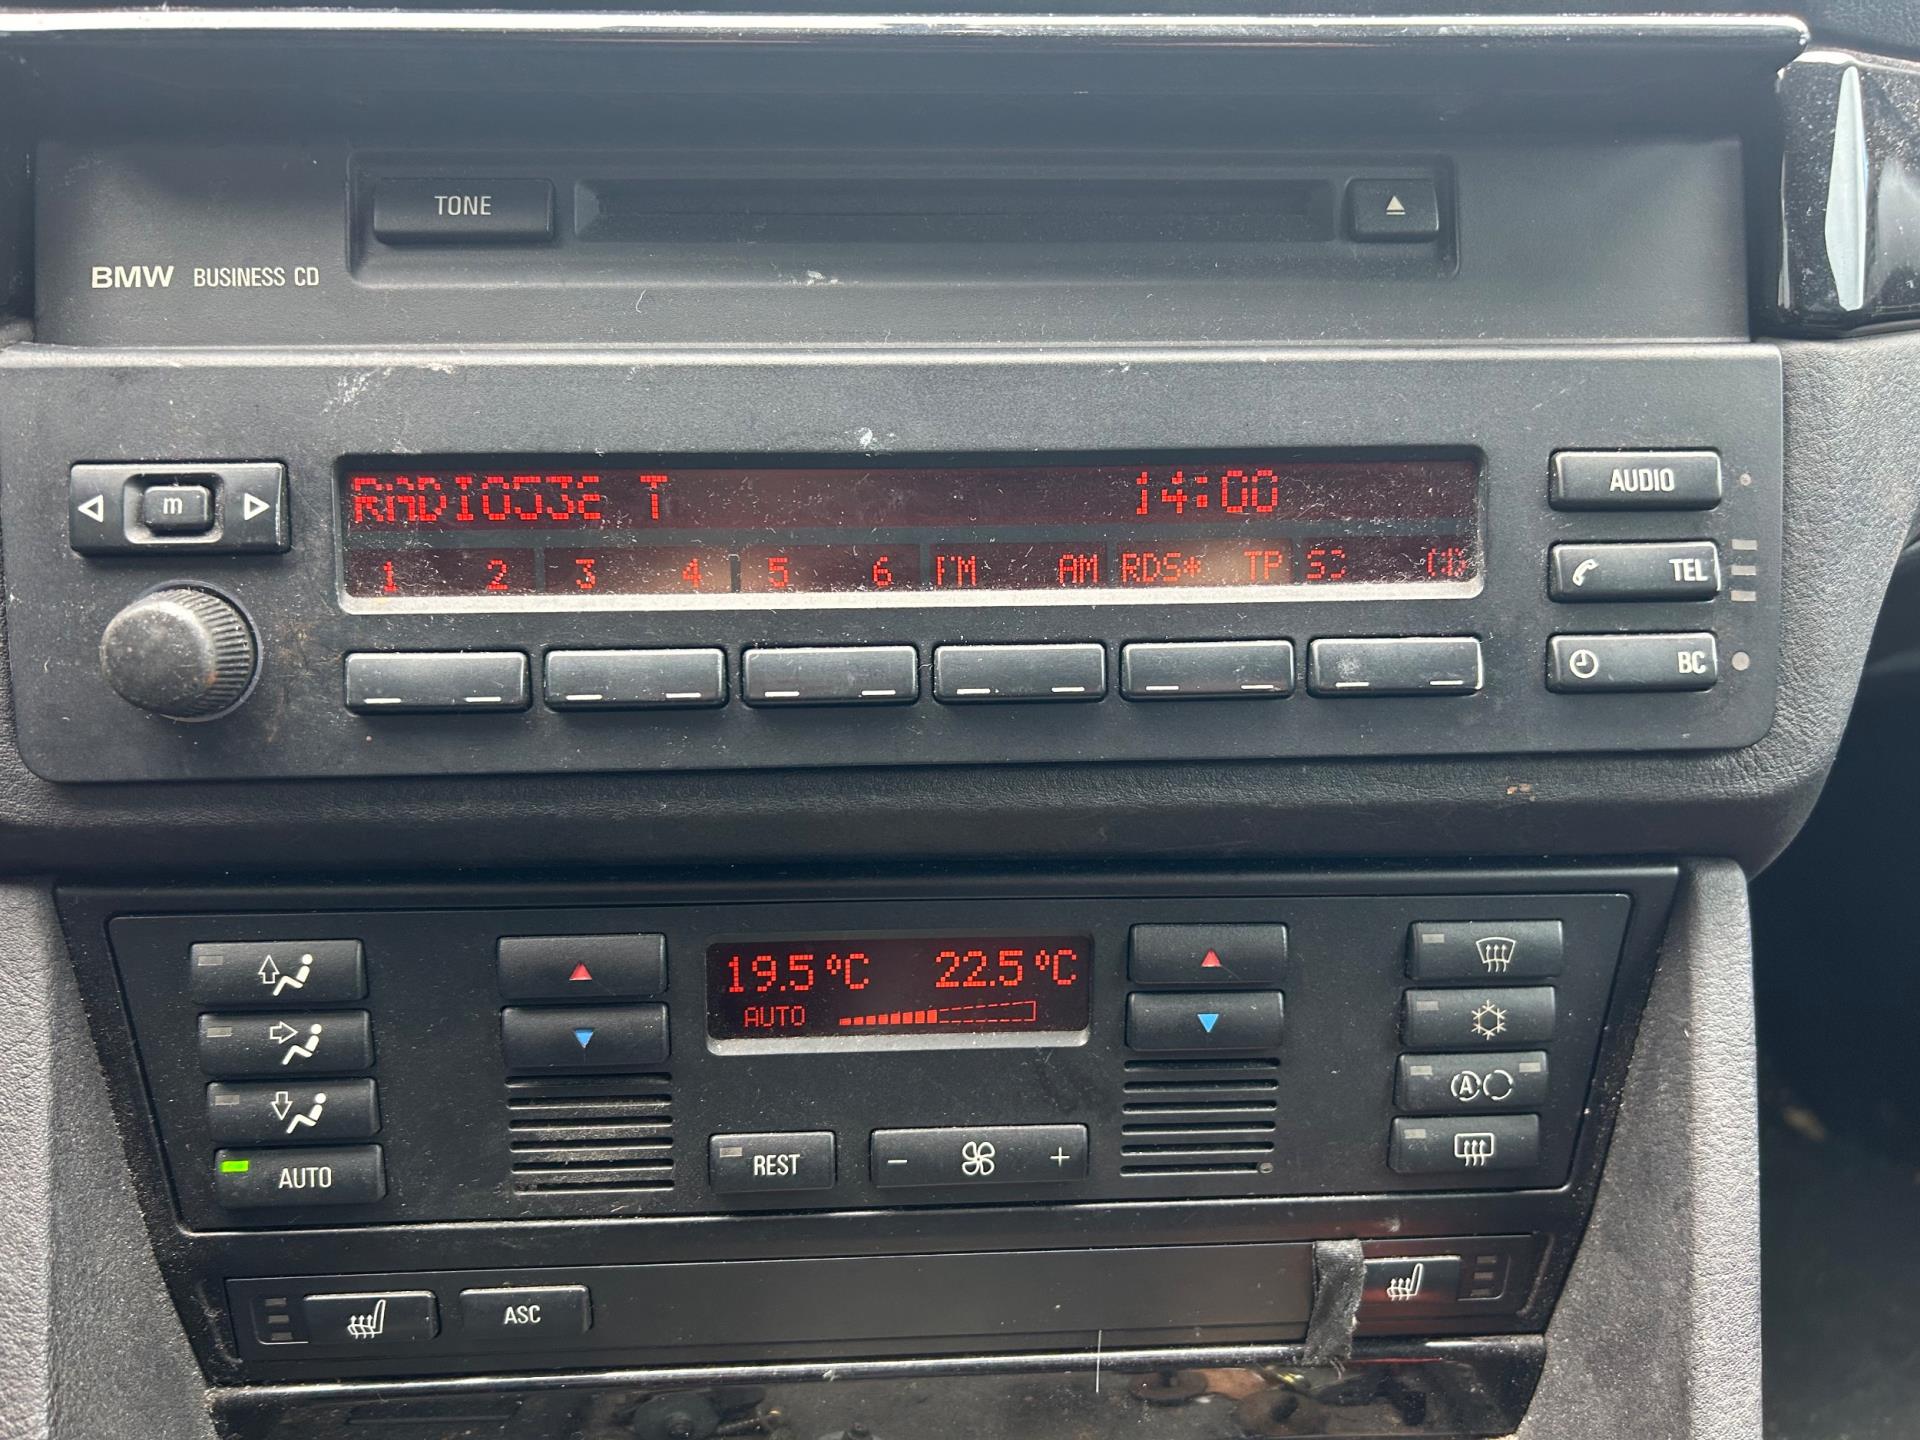 TONE
BMW BUSINESS CD
m
RADIO538 T 14:00
1 2 3 4 5 6 FM AM RDS* TP SC CD
AUDIO
TEL
BC
19.5°C 22.5°C
AUTO
AUTO
REST
- +
A
ASC